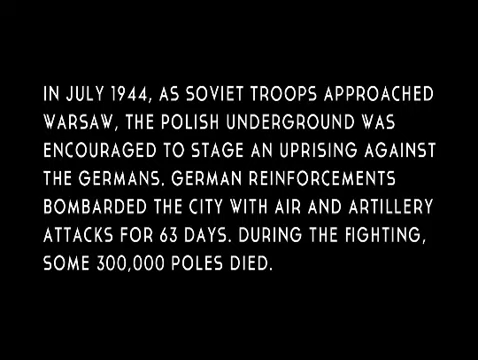 IN JULY 1944, AS SOVIET TROOPS APPROACHED
WARSAW, THE POLISH UNDERGROUND WAS
ENCOURAGED TO STAGE AN UPRISING AGAINST
THE GERMANS. GERMAN REINFORCEMENTS
BOMBARDED THE CITY WITH AIR AND ARTILLERY
ATTACKS FOR 63 DAYS. DURING THE FIGHTING,
SOME 300,000 POLES DIED.